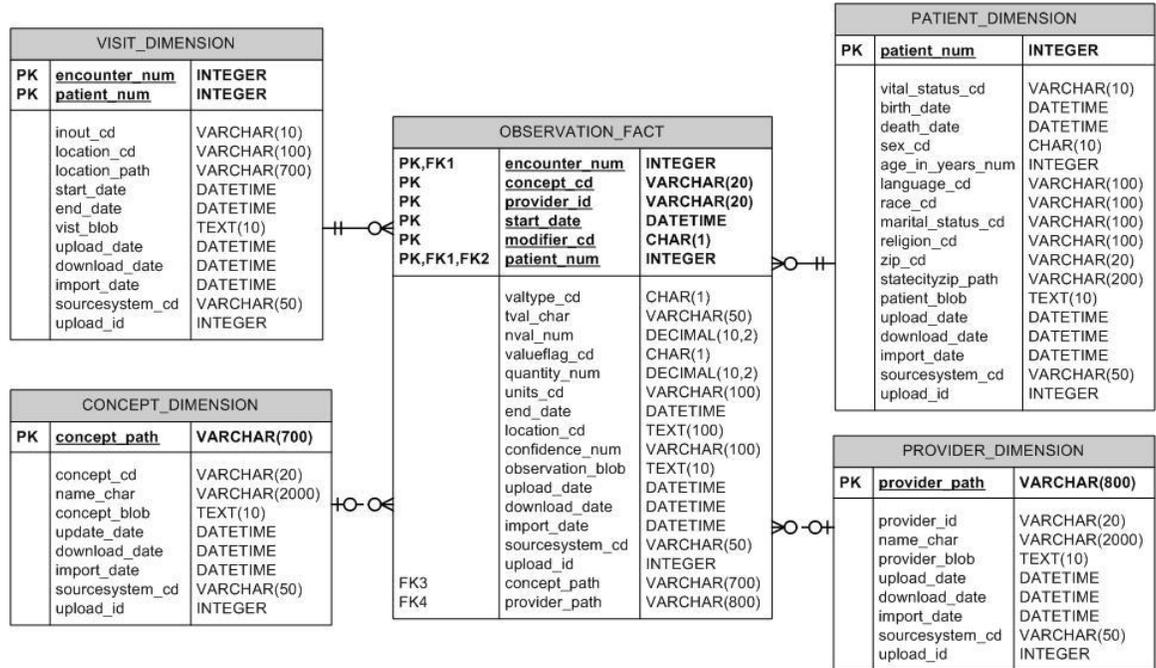 VISIT_DIMENSION
PK encounter_num INTEGER
PK patient_num INTEGER
inout_cd VARCHAR(10)
location_cd VARCHAR(100)
location_path VARCHAR(700)
start_date DATETIME
end_date DATETIME
vist_blob TEXT(10)
upload_date DATETIME
download_date DATETIME
import_date DATETIME
sourcesystem_cd VARCHAR(50)
upload_id INTEGER
CONCEPT_DIMENSION
PK concept_path VARCHAR(700)
concept_cd VARCHAR(20)
name_char VARCHAR(2000)
concept_blob TEXT(10)
update_date DATETIME
download_date DATETIME
import_date DATETIME
sourcesystem_cd VARCHAR(50)
upload_id INTEGER
OBSERVATION_FACT
PK,FK1 encounter_num INTEGER
PK concept_cd VARCHAR(20)
PK provider_id VARCHAR(20)
PK start_date DATETIME
PK modifier_cd CHAR(1)
PK,FK1,FK2 patient_num INTEGER
valtype_cd CHAR(1)
tval_char VARCHAR(50)
nval_num DECIMAL(10,2)
valueflag_cd CHAR(1)
quantity_num DECIMAL(10,2)
units_cd VARCHAR(100)
end_date DATETIME
location_cd TEXT(100)
confidence_num VARCHAR(100)
observation_blob TEXT(10)
upload_date DATETIME
download_date DATETIME
import_date DATETIME
sourcesystem_cd VARCHAR(50)
upload_id INTEGER
FK3 concept_path VARCHAR(700)
FK4 provider_path VARCHAR(800)
PATIENT_DIMENSION
PK patient_num INTEGER
vital_status_cd VARCHAR(10)
birth_date DATETIME
death_date DATETIME
sex_cd CHAR(10)
age_in_years_num INTEGER
language_cd VARCHAR(100)
race_cd VARCHAR(100)
marital_status_cd VARCHAR(100)
religion_cd VARCHAR(100)
zip_cd VARCHAR(20)
statecityzip_path VARCHAR(200)
patient_blob TEXT(10)
upload_date DATETIME
download_date DATETIME
import_date DATETIME
sourcesystem_cd VARCHAR(50)
upload_id INTEGER
PROVIDER_DIMENSION
PK provider_path VARCHAR(800)
provider_id VARCHAR(20)
name_char VARCHAR(2000)
provider_blob TEXT(10)
upload_date DATETIME
download_date DATETIME
import_date DATETIME
sourcesystem_cd VARCHAR(50)
upload_id INTEGER